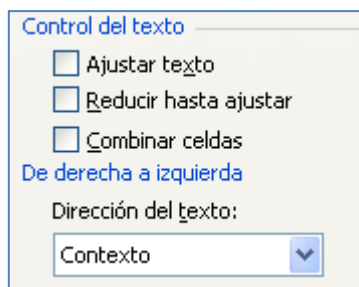 Control del texto
Ajustar texto
Reducir hasta ajustar
Combinar celdas
De derecha a izquierda
Dirección del texto:
Contexto